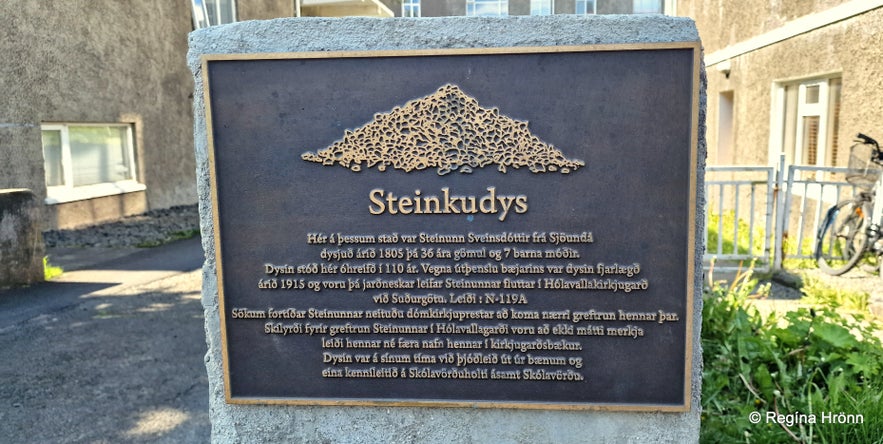 Steinkudys
Hér á þessum stað var Steinunn Sveinsdóttir frá Sjöundá
dysjuð árið 1805 þá 36 ára gömul og 7 barna móðir.
Dysin stóð hér óhreifð í 110 ár. Vegna útþenslu bæjarins var dysin fjarlægð
árið 1915 og voru þá jarðneskar leifar Steinunnar fluttar í Hólavallakirkjugarð
við Suðurgötu. Leiði : N-119A
Sökum fortíðar Steinunnar neituðu dómkirkjuprestar að koma nærri greftrun hennar þar.
Skilyrði fyrir greftrun Steinunnar í Hólavallagarði voru að ekki mátti merkja
leiði hennar né færa nafn hennar í kirkjugarðsbækur.
Dysin var á sínum tíma við þjóðleið út úr bænum og
eina kennileitið á Skólavörðuholti ásamt Skólavörðu.
© Regina Hrönn